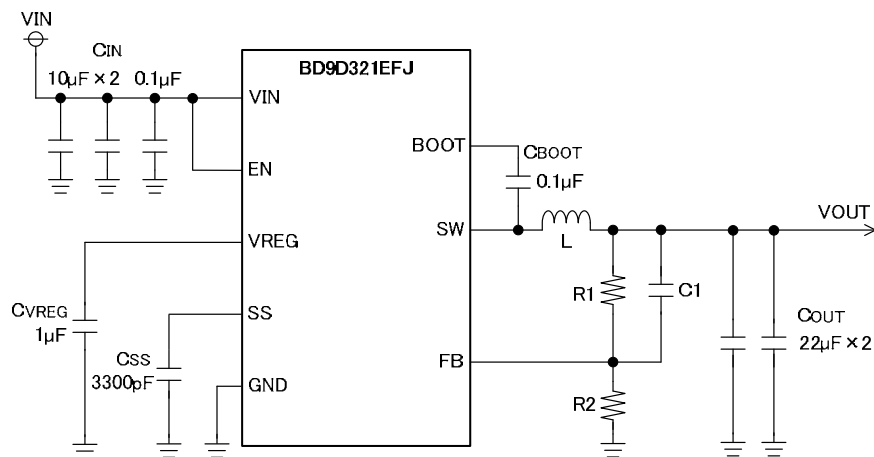 VIN
CIN
10μF×2 0.1μF
BD9D321EFJ
VIN
EN
VREG
SS
GND
BOOT
SW
FB
CBOOT
0.1μF
L
VOUT
R1
C1
R2
COUT
22μF×2
CVREG
1μF
CSS
3300pF